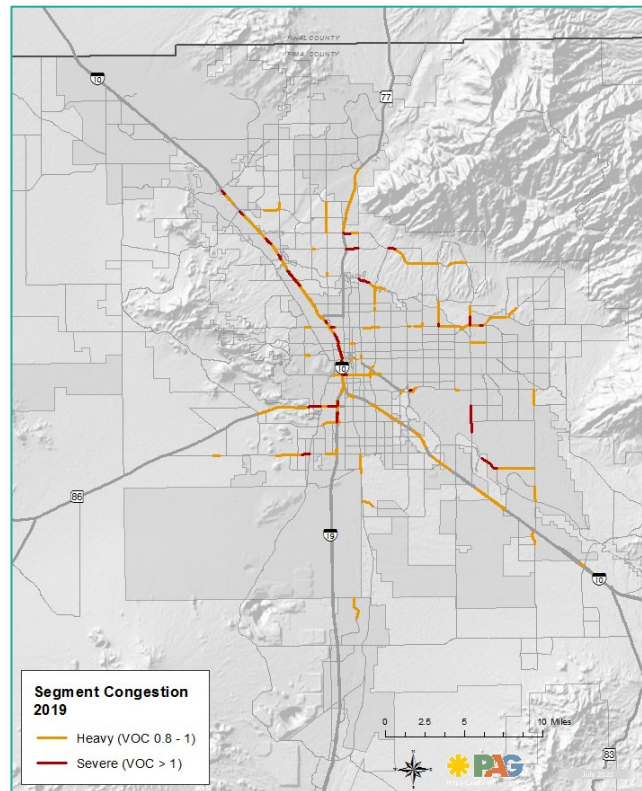 PINAL COUNTY
PIMA COUNTY
10
77
10
86
19
10
Segment Congestion
2019
Heavy (VOC 0.8 - 1)
Severe (VOC > 1)
0 2.5 5 10 Miles
N
PAG
July 2020
83